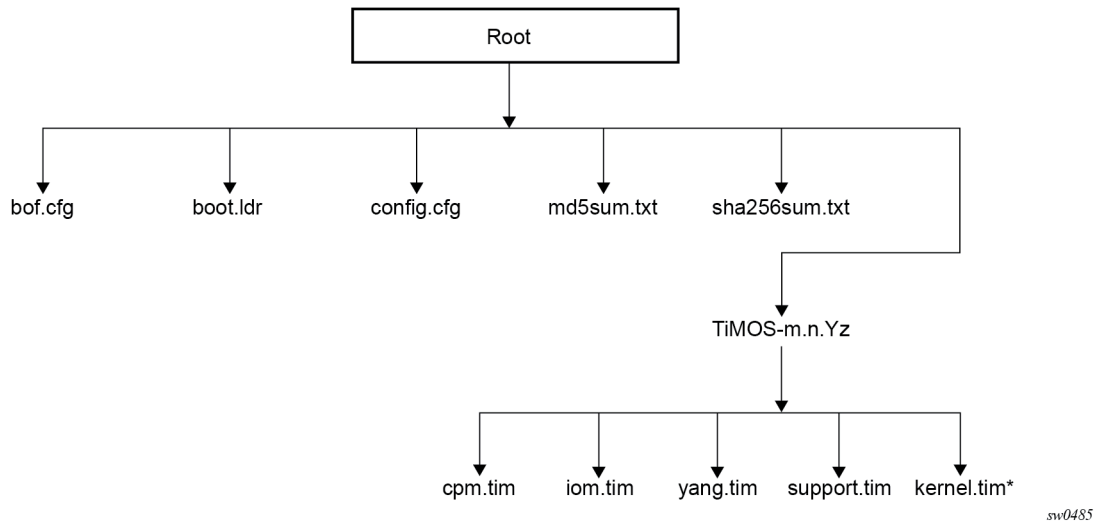 Root
bof.cfg
boot.ldr
config.cfg
md5sum.txt
sha256sum.txt
TiMOS-m.n.Yz
cpm.tim
iom.tim
yang.tim
support.tim
kernel.tim*
sw0485